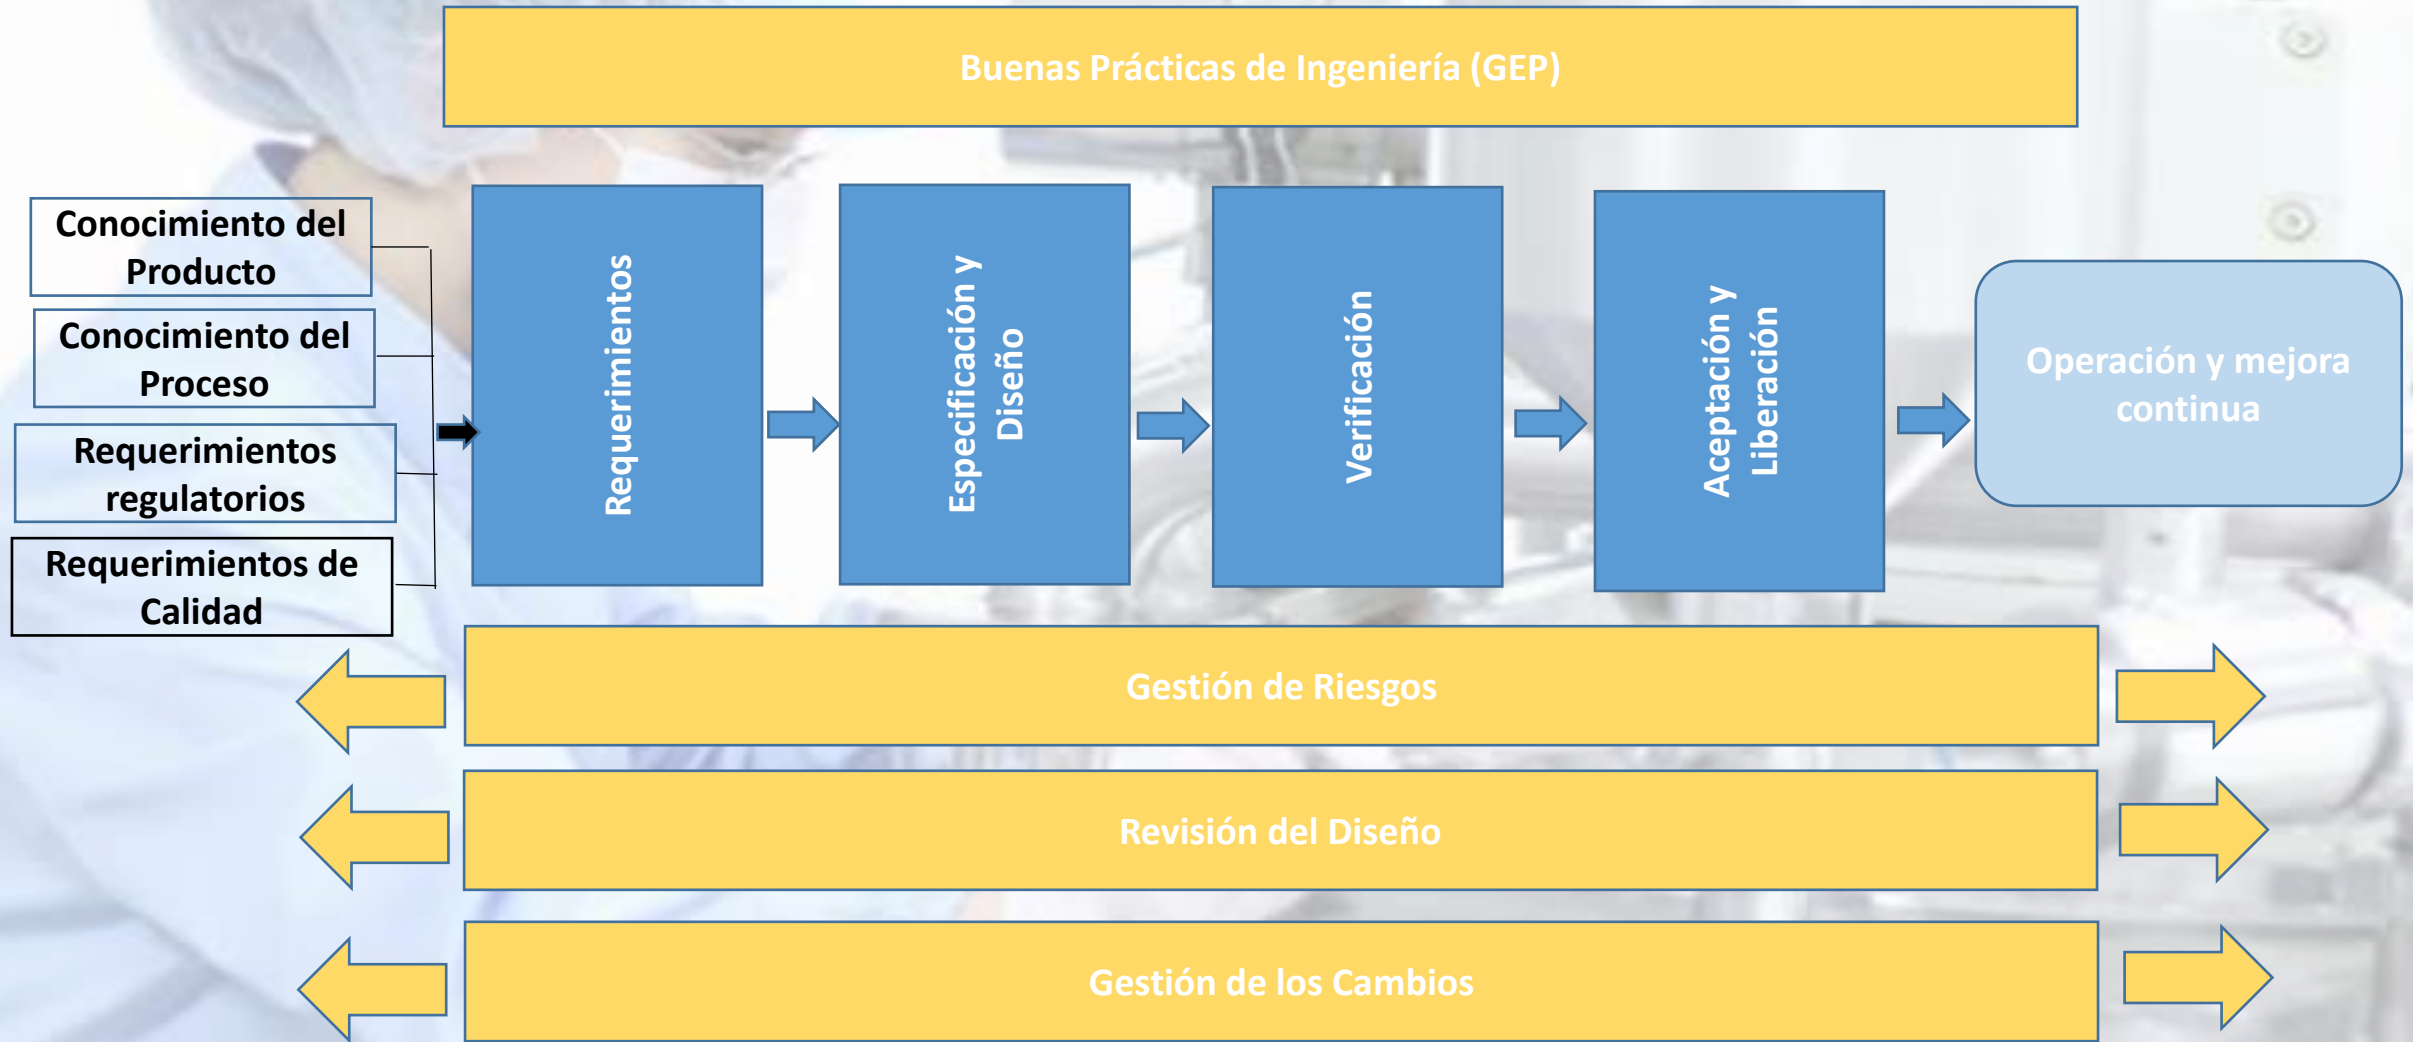 Buenas Prácticas de Ingeniería (GEP)
Conocimiento del
Producto
Conocimiento del
Proceso
Requerimientos
regulatorios
Requerimientos de
Calidad
Requerimientos
Especificación y
Diseño
Verificación
Aceptación y
Liberación
Operación y mejora
continua
Gestión de Riesgos
Revisión del Diseño
Gestión de los Cambios